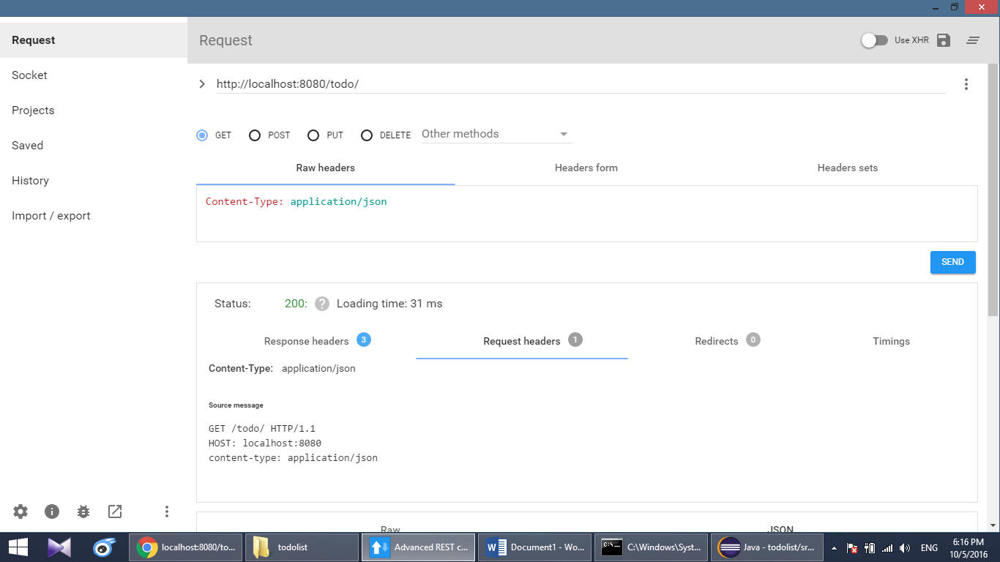 Request
Socket
Projects
Saved
History
Import / export
Request
Use XHR
http://localhost:8080/todo/
GET POST PUT DELETE Other methods
Raw headers Headers form Headers sets
Content-Type: application/json
SEND
Status: 200: ? Loading time: 31 ms
Response headers 3 Request headers 1 Redirects 0 Timings
Content-Type: application/json
Source message
GET /todo/ HTTP/1.1
HOST: localhost:8080
content-type: application/json
Raw JSON
localhost:8080/to... todolist Advanced REST c... Document1 - Wo... C:\Windows\Syst... Java - todolist/sr... ENG 6:16 PM
10/5/2016